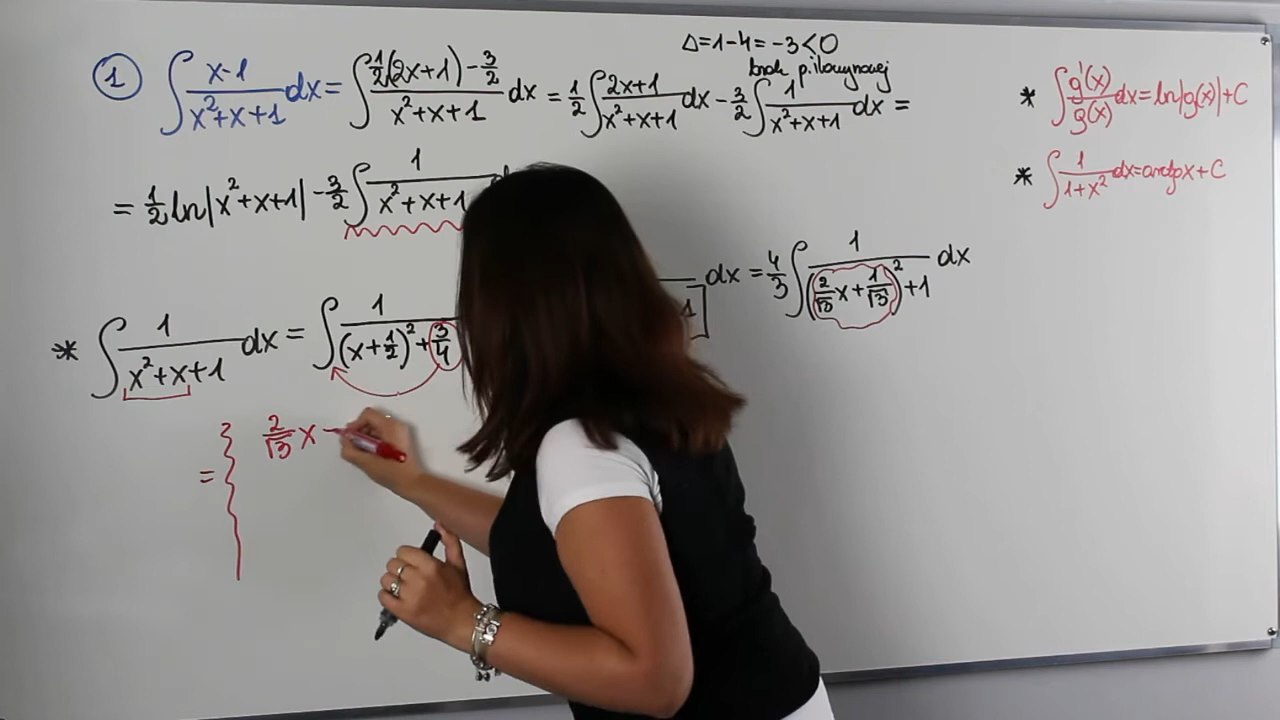 Δ=1-4=-3<0
brak p. iloczynowej
① ∫ (x-1)/(x²+x+1) dx = ∫ (½(2x+1) - 3/2)/(x²+x+1) dx = ½ ∫ (2x+1)/(x²+x+1) dx - 3/2 ∫ 1/(x²+x+1) dx =
* ∫ g'(x)/g(x) dx = ln|g(x)| + C
* ∫ 1/(1+x²) dx = arctg x + C
= ½ ln|x²+x+1| - 3/2 ∫ 1/(x²+x+1)
* ∫ 1/(x²+x+1) dx = ∫ 1/((x+½)²+3/4) dx = 4/3 ∫ 1/((2/√3 x + 1/√3)²+1) dx
= { 2/√3 x